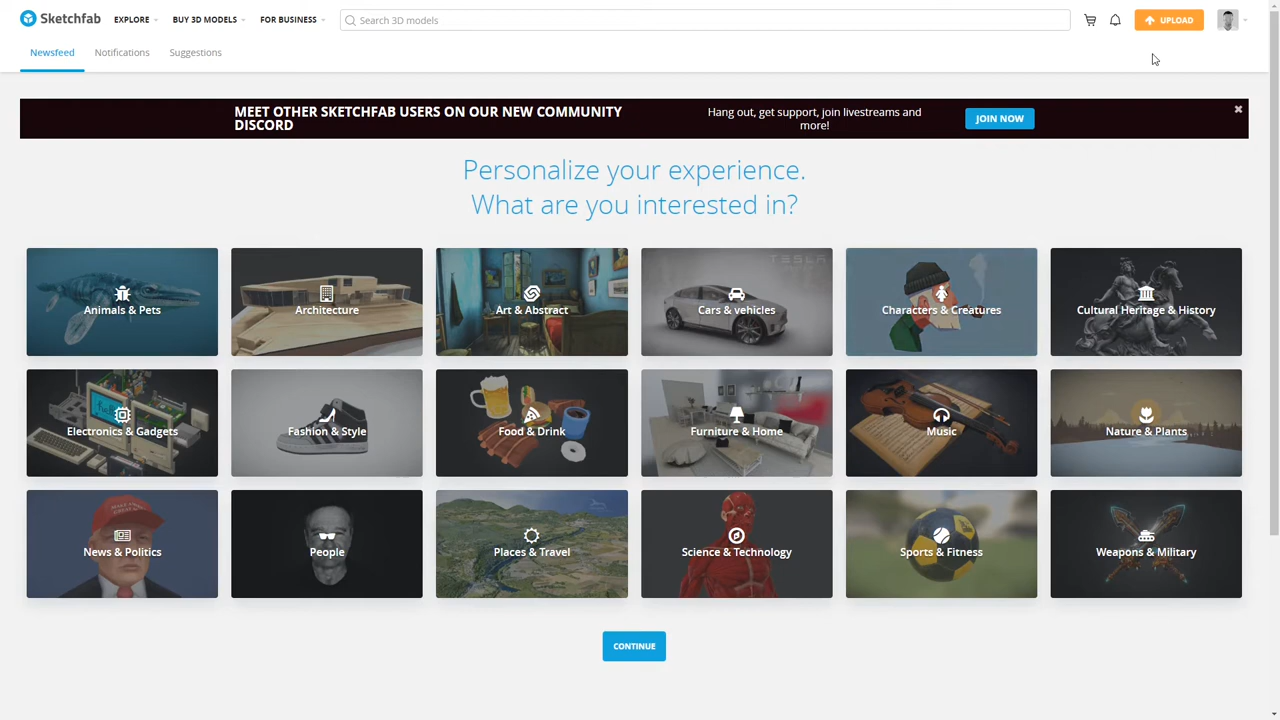 Sketchfab EXPLORE BUY 3D MODELS FOR BUSINESS Search 3D models UPLOAD
Newsfeed Notifications Suggestions
MEET OTHER SKETCHFAB USERS ON OUR NEW COMMUNITY
DISCORD
Hang out, get support, join livestreams and
more!
JOIN NOW
Personalize your experience.
What are you interested in?
TESLA
Animals & Pets Architecture Art & Abstract Cars & vehicles Characters & Creatures Cultural Heritage & History
Electronics & Gadgets Fashion & Style Food & Drink Furniture & Home Music Nature & Plants
News & Politics People Places & Travel Science & Technology Sports & Fitness Weapons & Military
CONTINUE